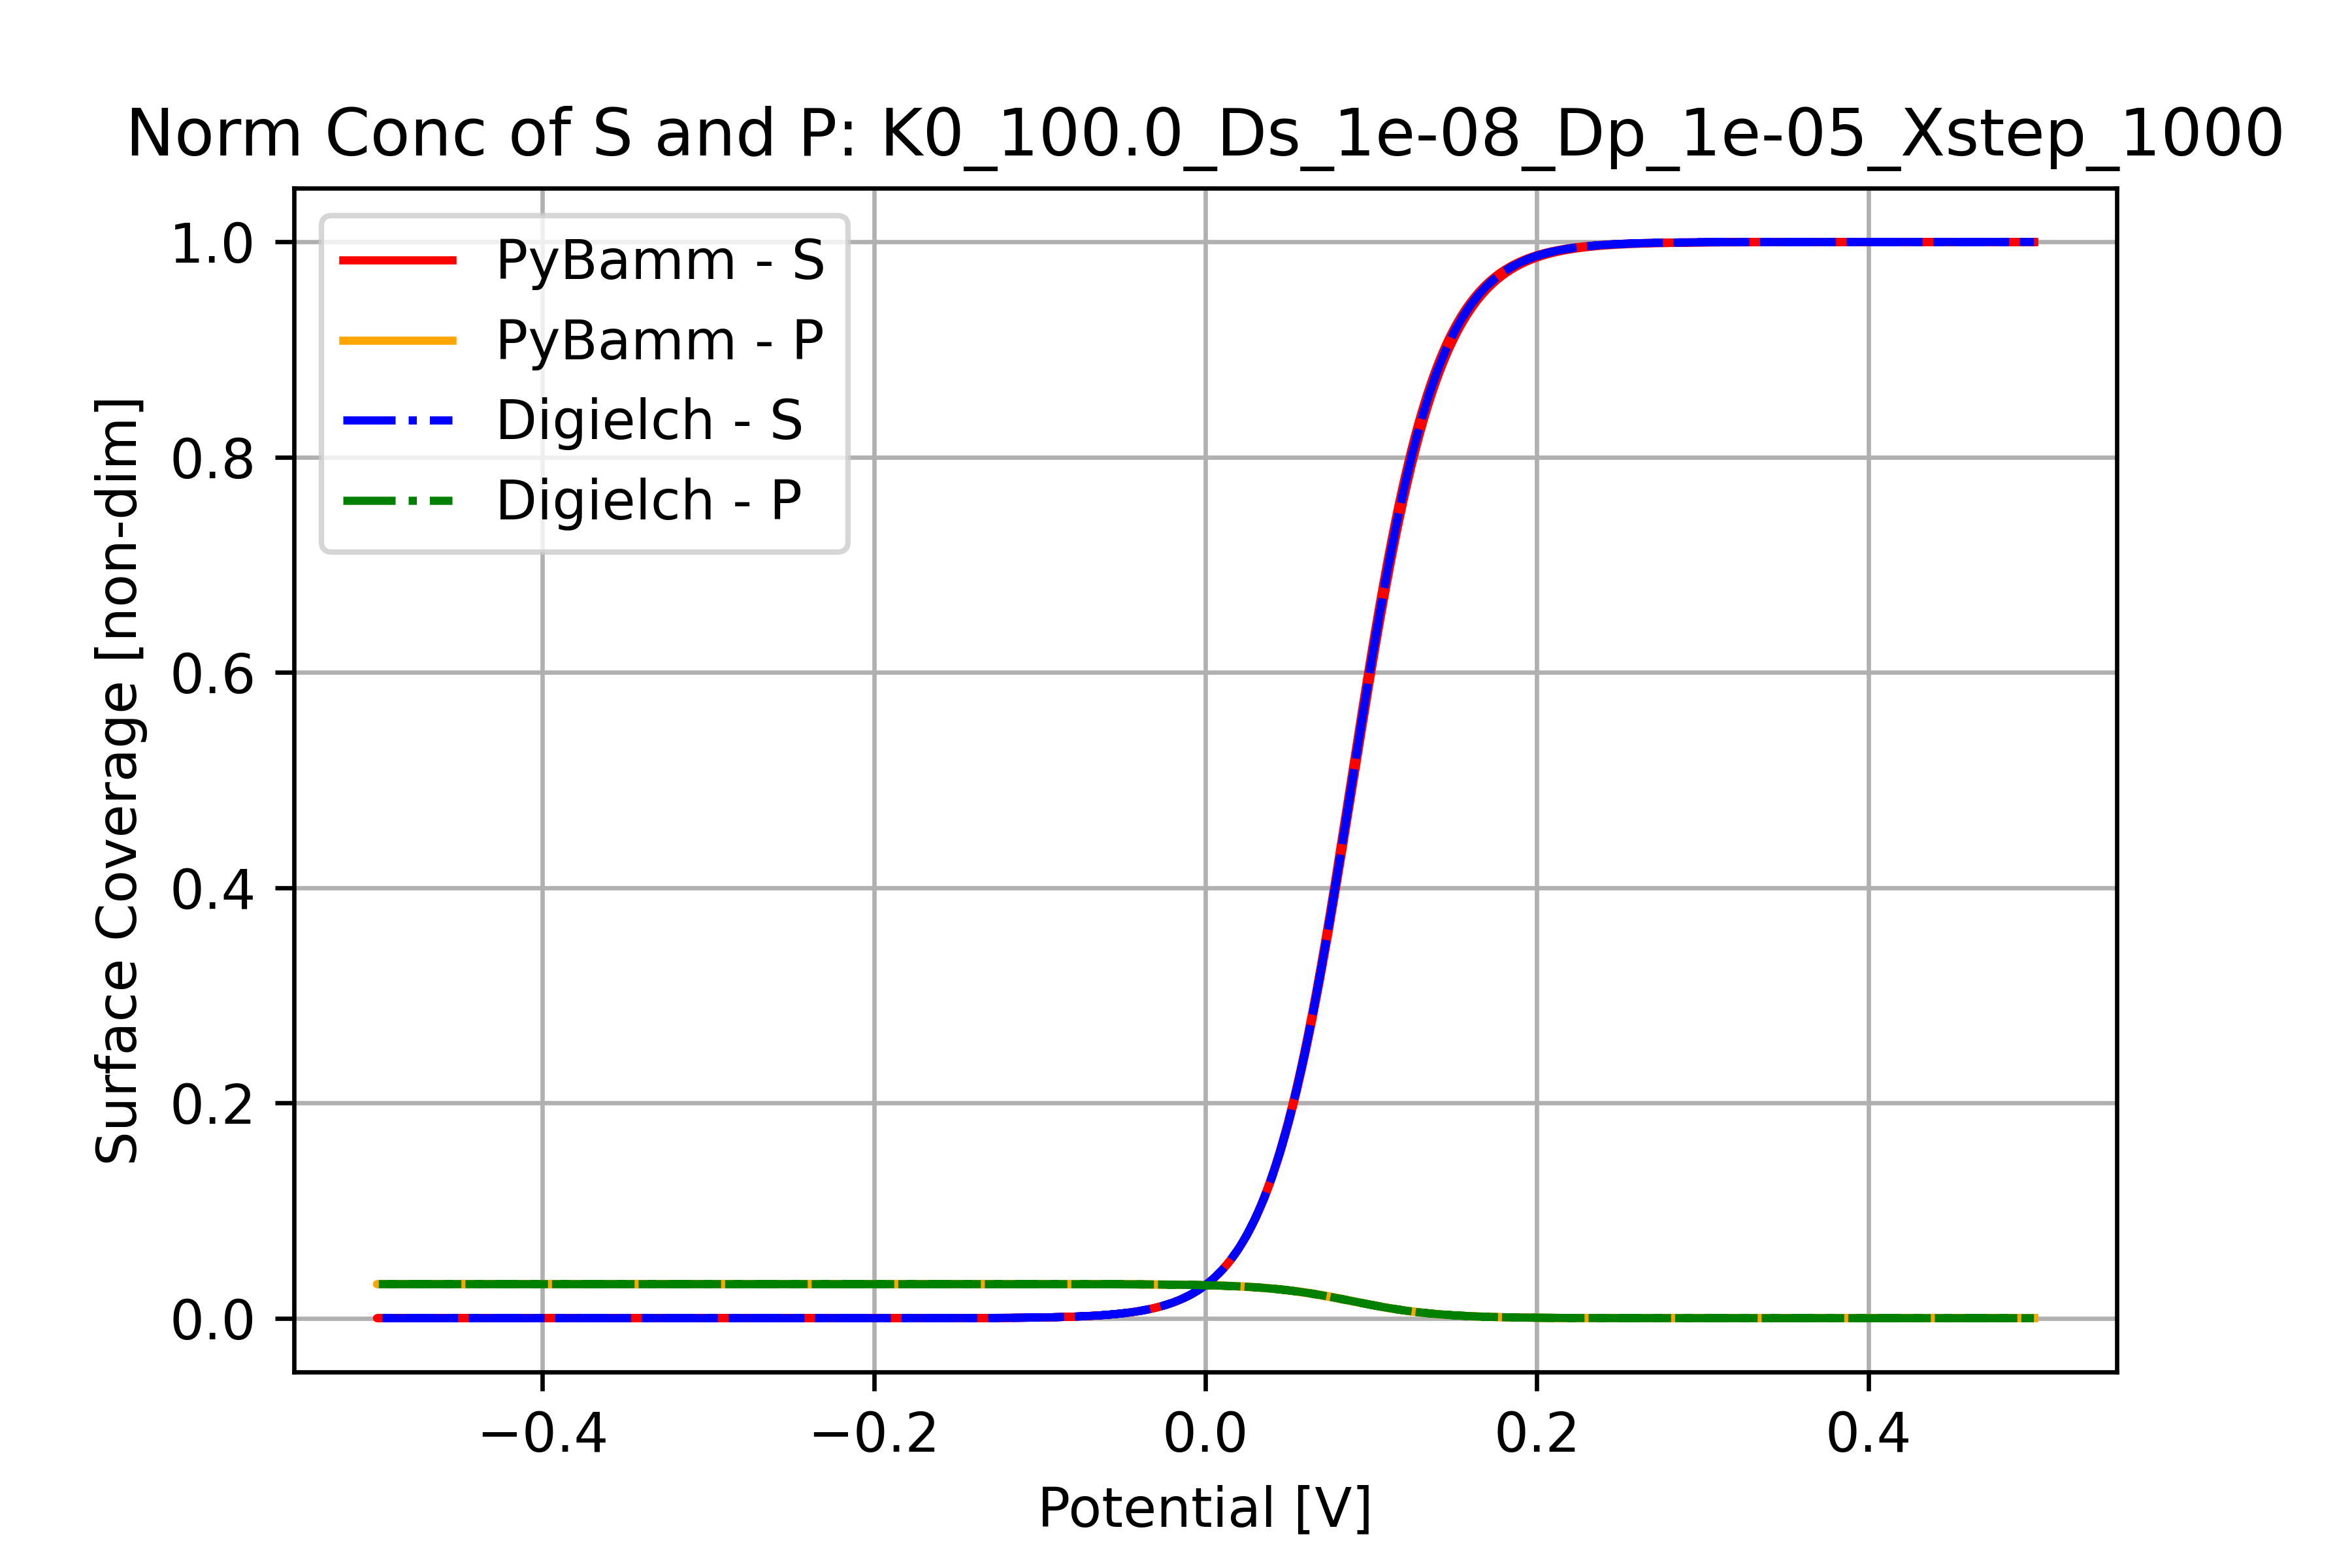 Norm Conc of S and P: K0_100.0_Ds_1e-08_Dp_1e-05_Xstep_1000
PyBamm - S
PyBamm - P
Digielch - S
Digielch - P
Surface Coverage [non-dim]
1.0
0.8
0.6
0.4
0.2
0.0
−0.4
−0.2
0.0
0.2
0.4
Potential [V]